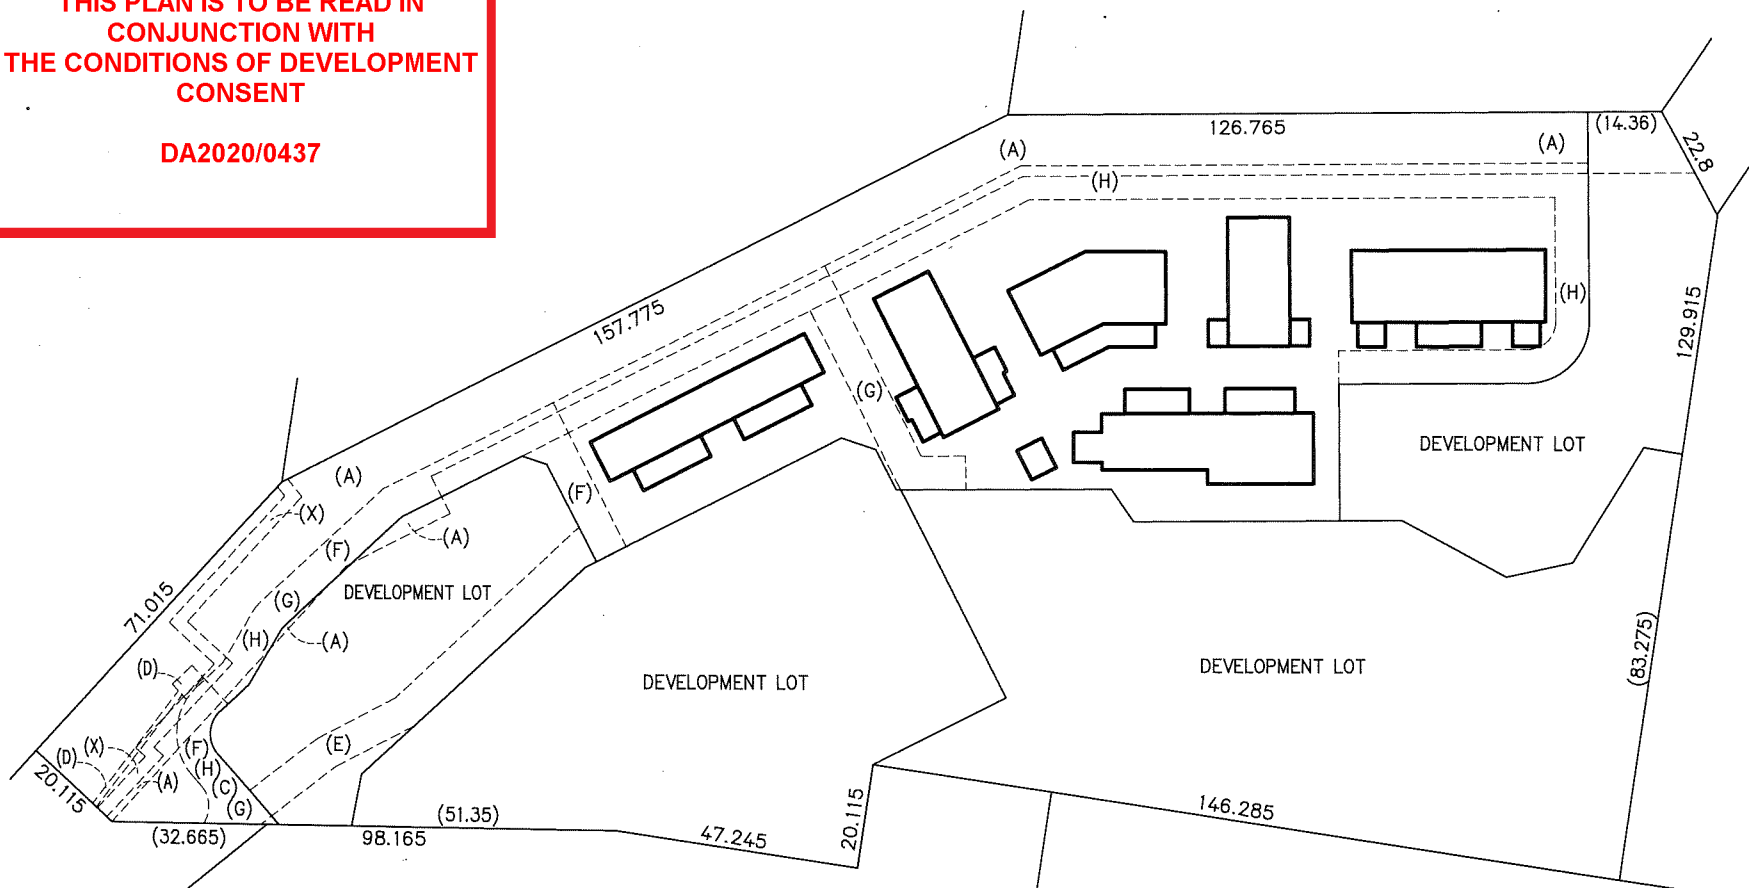 THIS PLAN IS TO BE READ IN
CONJUNCTION WITH
THE CONDITIONS OF DEVELOPMENT
CONSENT
DA2020/0437
126.765
(14.36)
22.8
(A)
(A)
(H)
157.775
(H)
129.915
(G)
DEVELOPMENT LOT
(A)
(F)
(X)
(A)
(F)
71.015
DEVELOPMENT LOT
(G)
(H)
(A)
(D)
DEVELOPMENT LOT
DEVELOPMENT LOT
(83.275)
(E)
(D)
(X)
(F)
(A)
(H)
(C)
(G)
20.115
(32.665)
98.165
(51.35)
47.245
20.115
146.285